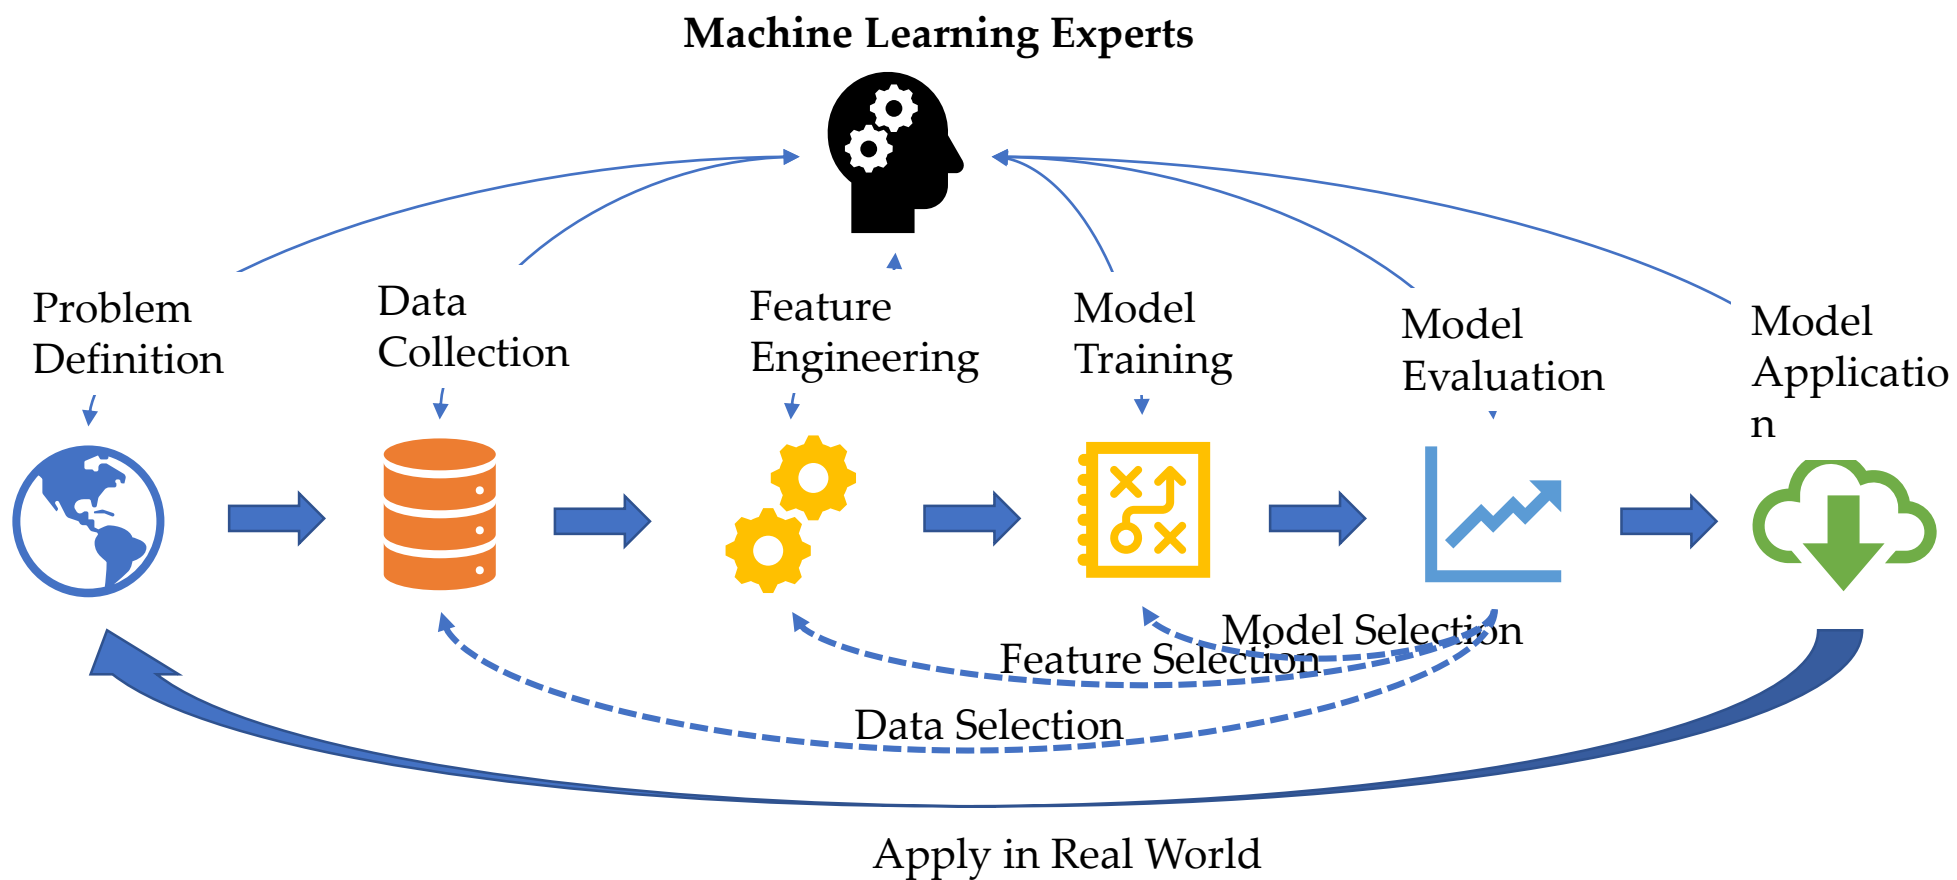 Machine Learning Experts
Problem
Definition
Data
Collection
Feature
Engineering
Model
Training
Model
Evaluation
Model
Applicatio
n
Model Selection
Feature Selection
Data Selection
Apply in Real World